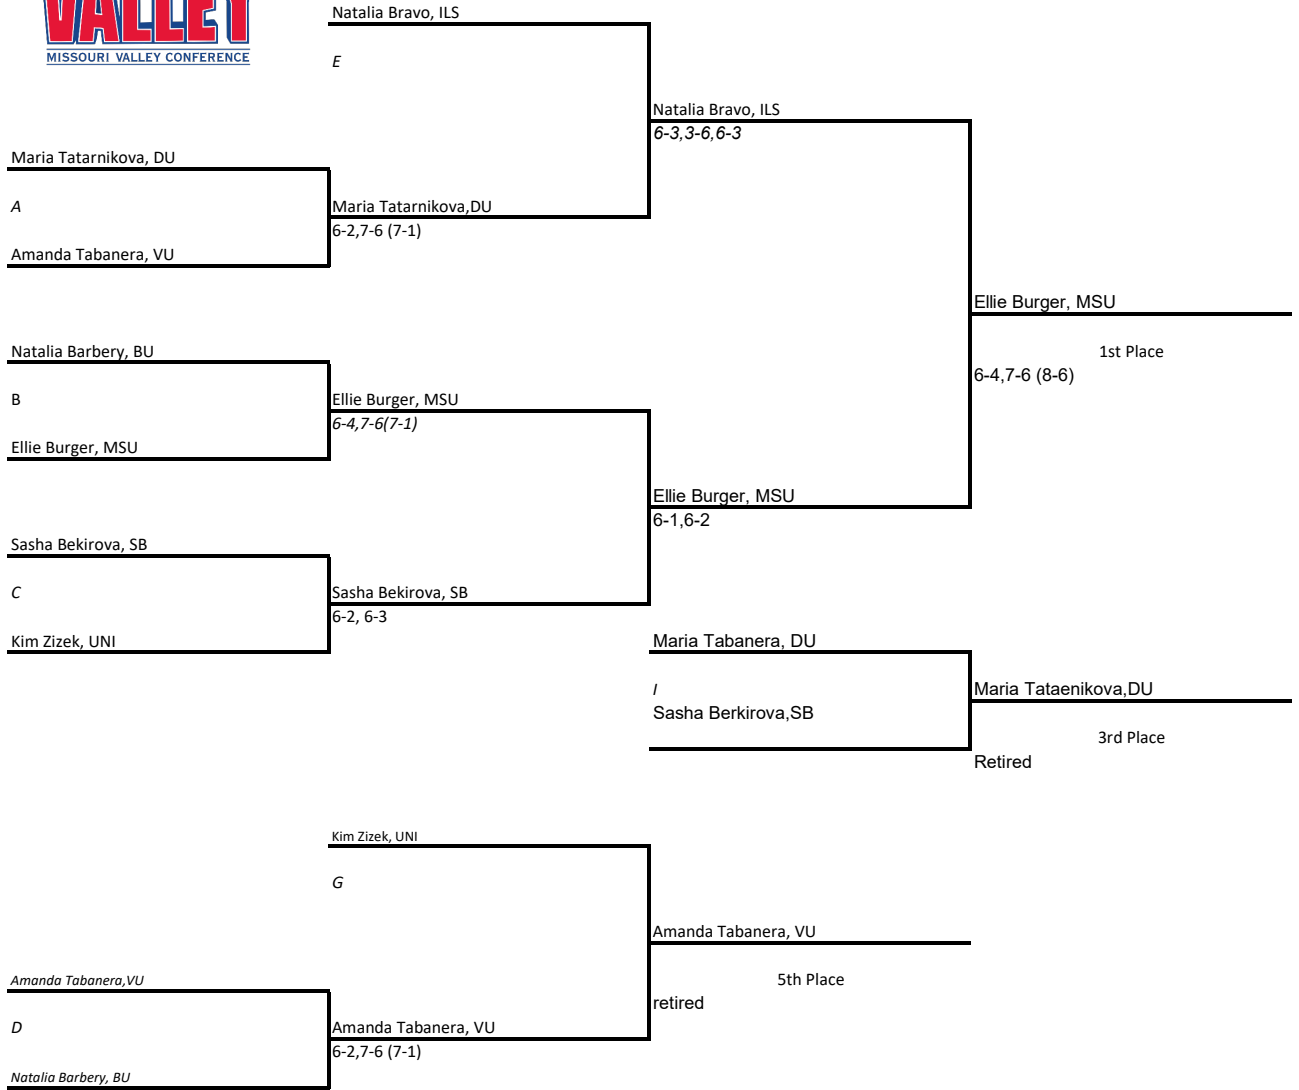 VALLEY
MISSOURI VALLEY CONFERENCE
Natalia Bravo, ILS
E
Natalia Bravo, ILS
6-3,3-6,6-3
Maria Tatarnikova, DU
A
Maria Tatarnikova,DU
6-2,7-6 (7-1)
Amanda Tabanera, VU
Ellie Burger, MSU
1st Place
6-4,7-6 (8-6)
Natalia Barbery, BU
B
Ellie Burger, MSU
6-4,7-6(7-1)
Ellie Burger, MSU
Ellie Burger, MSU
6-1,6-2
Sasha Bekirova, SB
C
Sasha Bekirova, SB
6-2, 6-3
Kim Zizek, UNI
Maria Tabanera, DU
I
Sasha Berkirova,SB
Maria Tataenikova,DU
3rd Place
Retired
Kim Zizek, UNI
G
Amanda Tabanera, VU
5th Place
retired
Amanda Tabanera,VU
D
Amanda Tabanera, VU
6-2,7-6 (7-1)
Natalia Barbery, BU